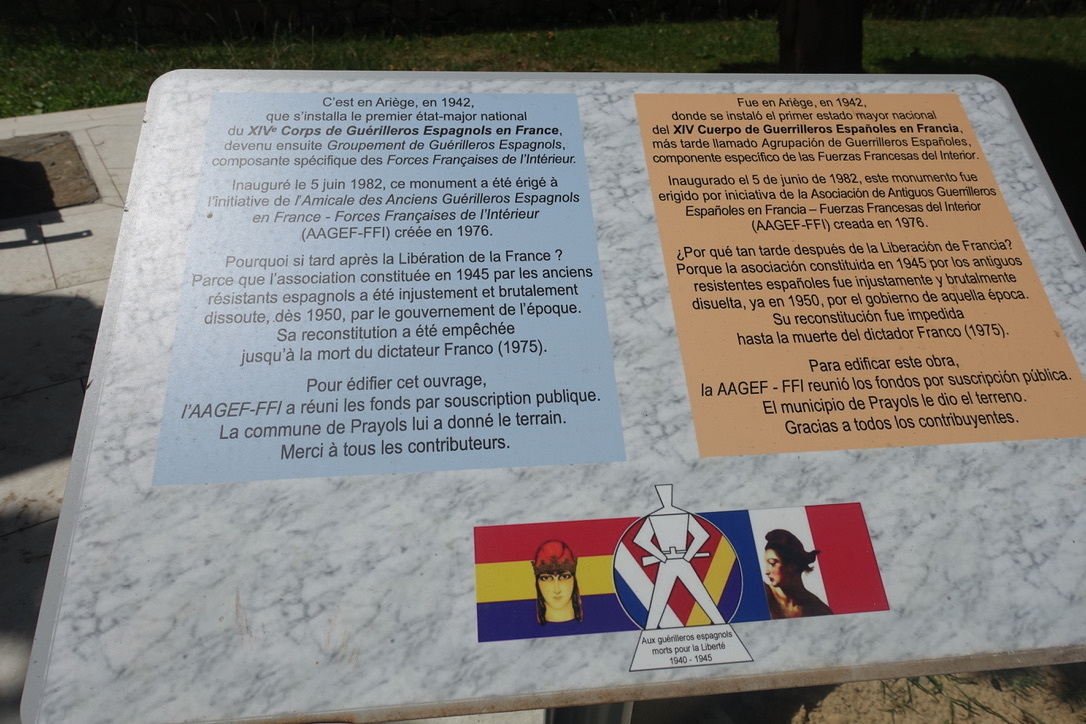 C'est en Ariège, en 1942,
que s'installa le premier état-major national
du XIVᵉ Corps de Guérilleros Espagnols en France,
devenu ensuite Groupement de Guérilleros Espagnols,
composante spécifique des Forces Françaises de l'Intérieur.
Inauguré le 5 juin 1982, ce monument a été érigé à
l'initiative de l'Amicale des Anciens Guérilleros Espagnols
en France - Forces Françaises de l'Intérieur
(AAGEF-FFI) créée en 1976.
Pourquoi si tard après la Libération de la France ?
Parce que l'association constituée en 1945 par les anciens
résistants espagnols a été injustement et brutalement
dissoute, dès 1950, par le gouvernement de l'époque.
Sa reconstitution a été empêchée
jusqu'à la mort du dictateur Franco (1975).
Pour édifier cet ouvrage,
l'AAGEF-FFI a réuni les fonds par souscription publique.
La commune de Prayols lui a donné le terrain.
Merci à tous les contributeurs.
Fue en Ariège, en 1942,
donde se instaló el primer estado mayor nacional
del XIV Cuerpo de Guerrilleros Españoles en Francia,
más tarde llamado Agrupación de Guerrilleros Españoles,
componente específico de las Fuerzas Francesas del Interior.
Inaugurado el 5 de junio de 1982, este monumento fue
erigido por iniciativa de la Asociación de Antiguos Guerrilleros
Españoles en Francia – Fuerzas Francesas del Interior
(AAGEF-FFI) creada en 1976.
¿Por qué tan tarde después de la Liberación de Francia?
Porque la asociación constituida en 1945 por los antiguos
resistentes españoles fue injustamente y brutalmente
disuelta, ya en 1950, por el gobierno de aquella época.
Su reconstitución fue impedida
hasta la muerte del dictador Franco (1975).
Para edificar este obra,
la AAGEF - FFI reunió los fondos por suscripción pública.
El municipio de Prayols le dio el terreno.
Gracias a todos los contribuyentes.
Aux guérilleros espagnols
morts pour la Liberté
1940 - 1945